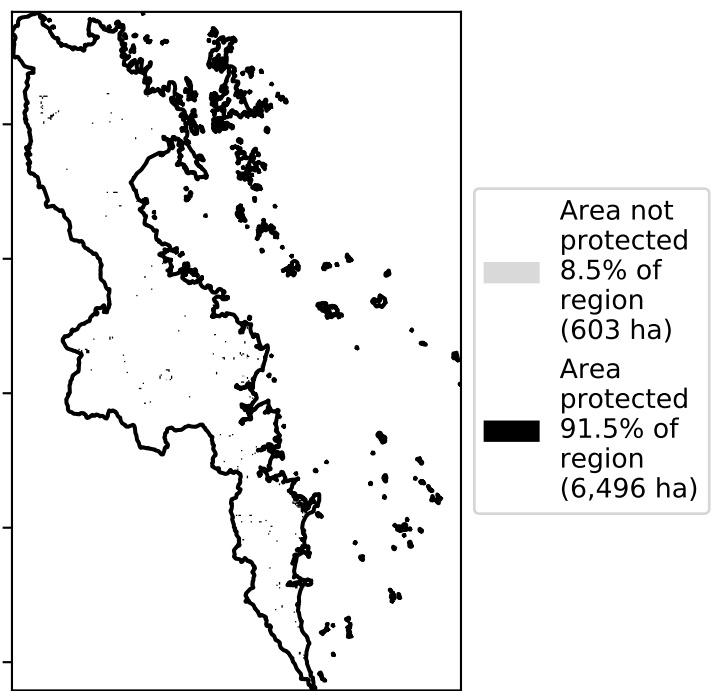 Area not
protected
8.5% of
region
(603 ha)
Area
protected
91.5% of
region
(6,496 ha)